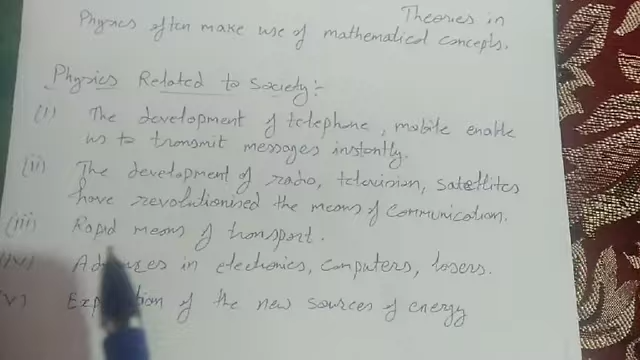 Theories in
Physics often make use of mathematical concepts.
Physics Related to Society:-
(i) The development of telephone, mobile enable
us to transmit messages instantly.
(ii) The development of radio, television, satellites
have revolutionised the means of communication.
(iii) Rapid means of transport.
(iv) Advances in electronics, computers, lasers.
(v) of the new sources of energy